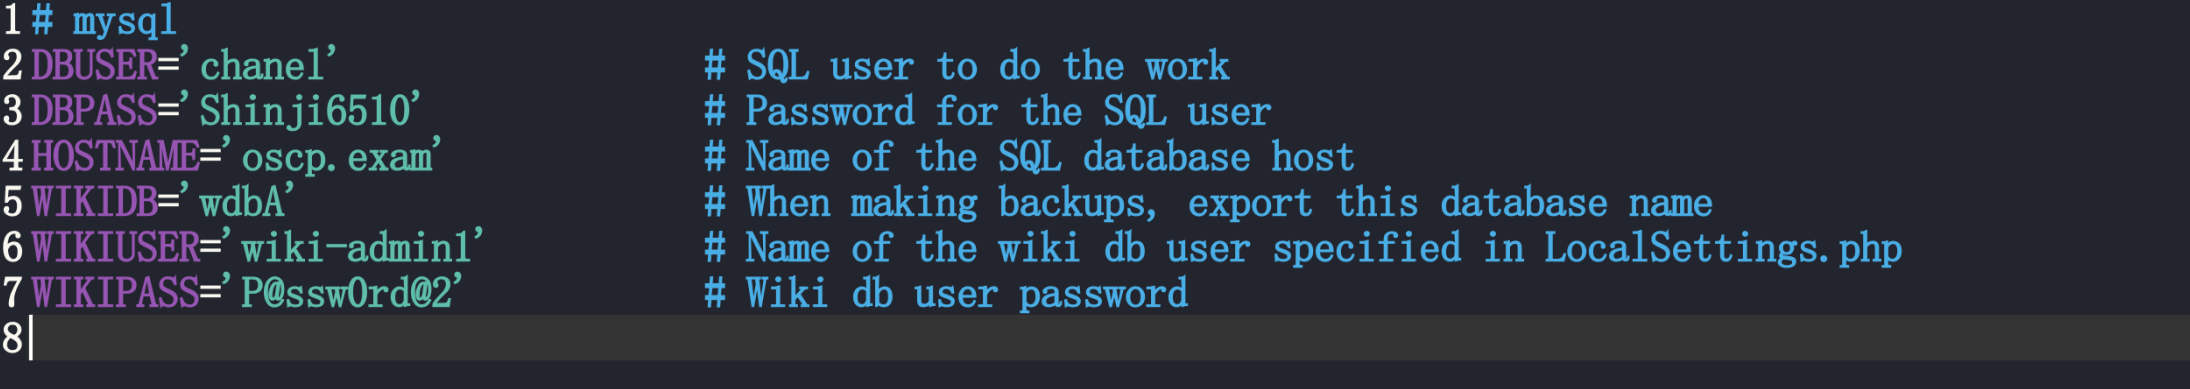 1 # mysql
2 DBUSER='chanel' # SQL user to do the work
3 DBPASS='Shinji6510' # Password for the SQL user
4 HOSTNAME='oscp.exam' # Name of the SQL database host
5 WIKIDB='wdbA' # When making backups, export this database name
6 WIKIUSER='wiki-admin1' # Name of the wiki db user specified in LocalSettings.php
7 WIKIPASS='P@ssw0rd@2' # Wiki db user password
8